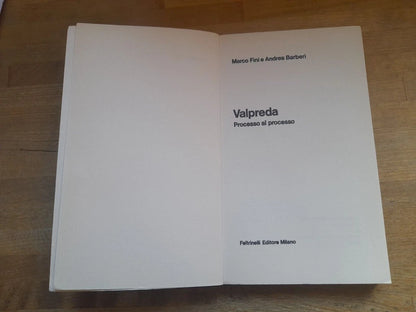 Marco Fini e Andrea Barberi
Valpreda
Processo al processo
Feltrinelli Editore Milano